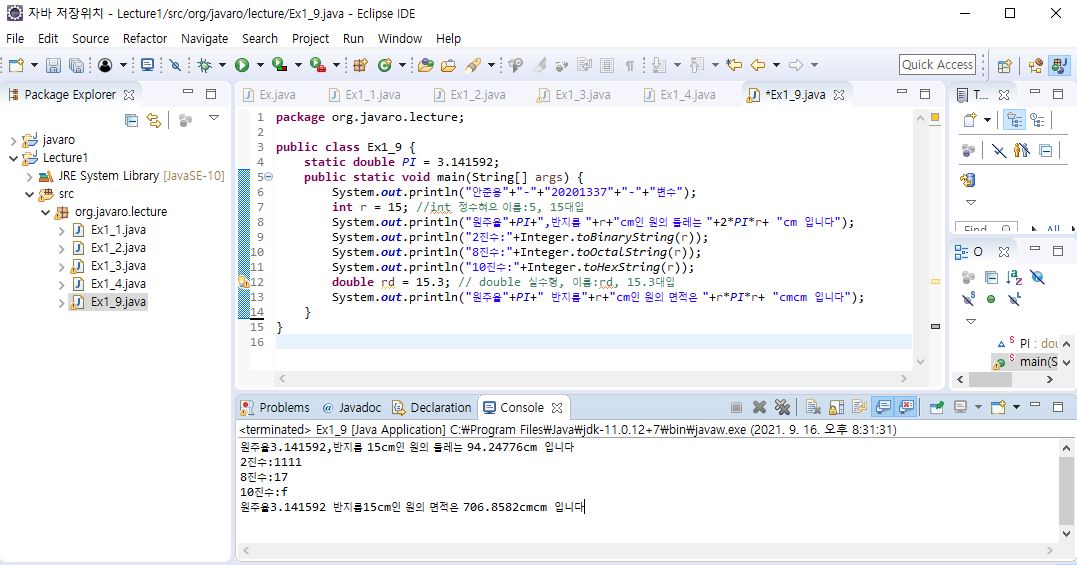 자바 저장위치 - Lecture1/src/org/javaro/lecture/Ex1_9.java - Eclipse IDE
File Edit Source Refactor Navigate Search Project Run Window Help
Quick Access
Package Explorer
javaro
Lecture1
JRE System Library [JavaSE-10]
src
org.javaro.lecture
Ex1_1.java
Ex1_2.java
Ex1_3.java
Ex1_4.java
Ex1_9.java
Ex.java Ex1_1.java Ex1_2.java Ex1_3.java Ex1_4.java *Ex1_9.java
1 package org.javaro.lecture;
2
3 public class Ex1_9 {
4 static double PI = 3.141592;
5 public static void main(String[] args) {
6 System.out.println("안준용"+"-"+"20201337"+"-"+"변수");
7 int r = 15; //int 정수혀으 이름:5, 15대입
8 System.out.println("원주율"+PI+",반지름 "+r+"cm인 원의 둘레는 "+2*PI*r+ "cm 입니다");
9 System.out.println("2진수:"+Integer.toBinaryString(r));
10 System.out.println("8진수:"+Integer.toOctalString(r));
11 System.out.println("10진수:"+Integer.toHexString(r));
12 double rd = 15.3; // double 실수형, 이름:rd, 15.3대입
13 System.out.println("원주율"+PI+" 반지름"+r+"cm인 원의 면적은 "+r*PI*r+ "cmcm 입니다");
14 }
15 }
16
T...
Find All
O
PI : dou
main(S
Problems Javadoc Declaration Console
<terminated> Ex1_9 [Java Application] C:₩Program Files₩Java₩jdk-11.0.12+7₩bin₩javaw.exe (2021. 9. 16. 오후 8:31:31)
원주율3.141592,반지름 15cm인 원의 둘레는 94.24776cm 입니다
2진수:1111
8진수:17
10진수:f
원주율3.141592 반지름15cm인 원의 면적은 706.8582cmcm 입니다